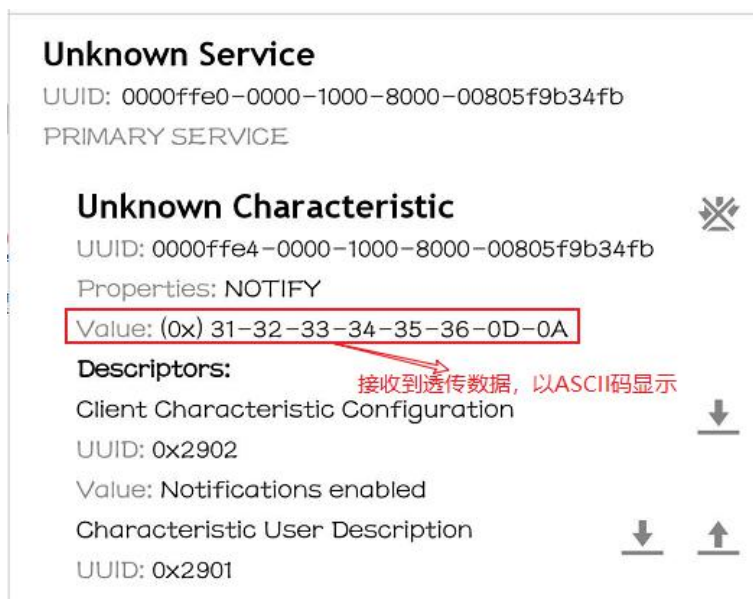 Unknown Service
UUID: 0000ffe0-0000-1000-8000-00805f9b34fb
PRIMARY SERVICE
Unknown Characteristic
UUID: 0000ffe4-0000-1000-8000-00805f9b34fb
Properties: NOTIFY
Value: (0x) 31-32-33-34-35-36-0D-0A
Descriptors:
接收到透传数据，以ASCII码显示
Client Characteristic Configuration
UUID: 0x2902
Value: Notifications enabled
Characteristic User Description
UUID: 0x2901